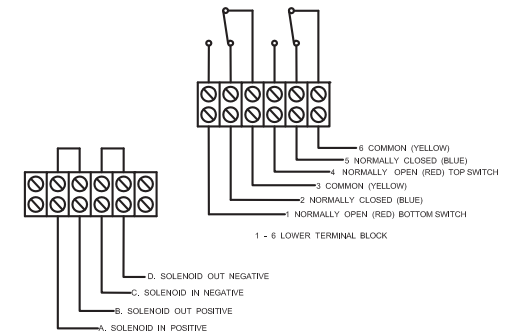 6 COMMON (YELLOW)
5 NORMALLY CLOSED (BLUE)
4 NORMALLY OPEN (RED) TOP SWITCH
3 COMMON (YELLOW)
2 NORMALLY CLOSED (BLUE)
1 NORMALLY OPEN (RED) BOTTOM SWITCH
1 - 6 LOWER TERMINAL BLOCK
D. SOLENOID OUT NEGATIVE
C. SOLENOID IN NEGATIVE
B. SOLENOID OUT POSITIVE
A. SOLENOID IN POSITIVE